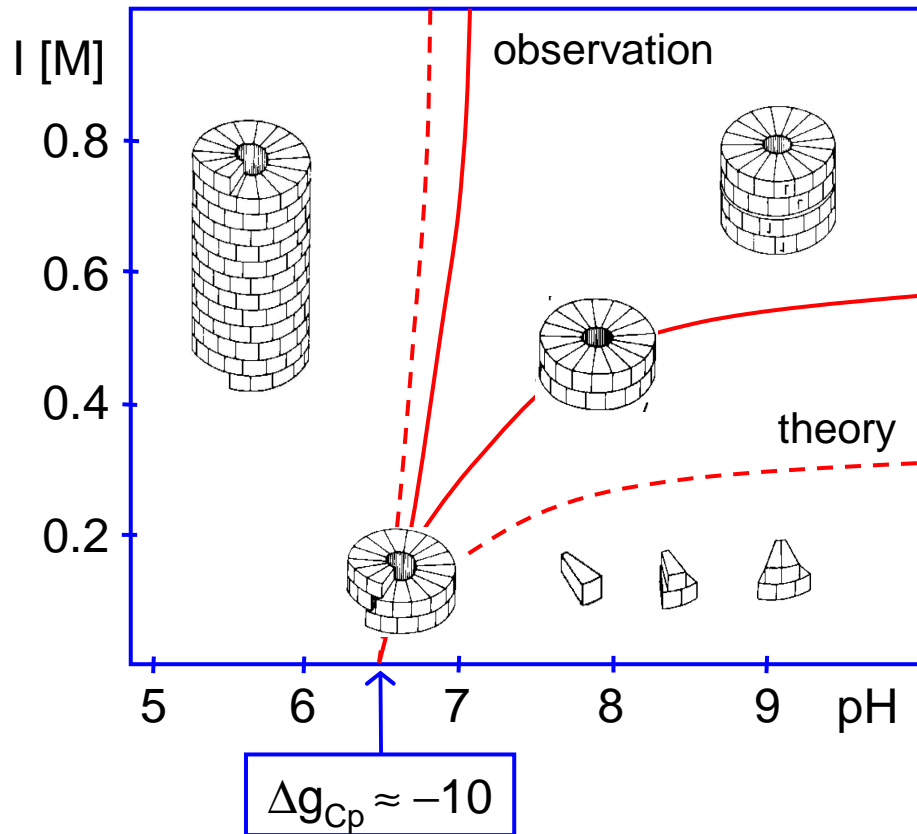 I [M]
observation
0.8
0.6
0.4
theory
0.2
5 6 7 8 9 pH
Δg_Cp ≈ −10